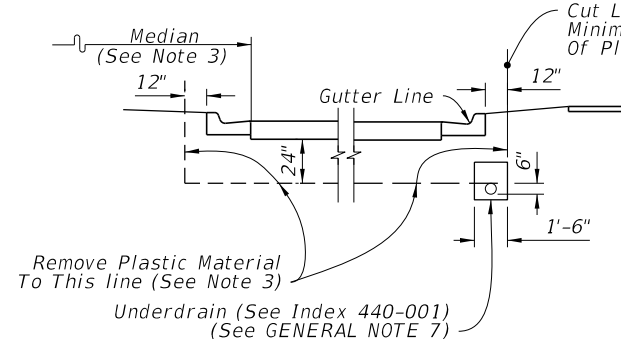 Cut L
Minim
Of Pl
Median
(See Note 3)
12"
12"
Gutter Line
24"
6"
1'-6"
Remove Plastic Material
To This line (See Note 3)
Underdrain (See Index 440-001)
(See GENERAL NOTE 7)